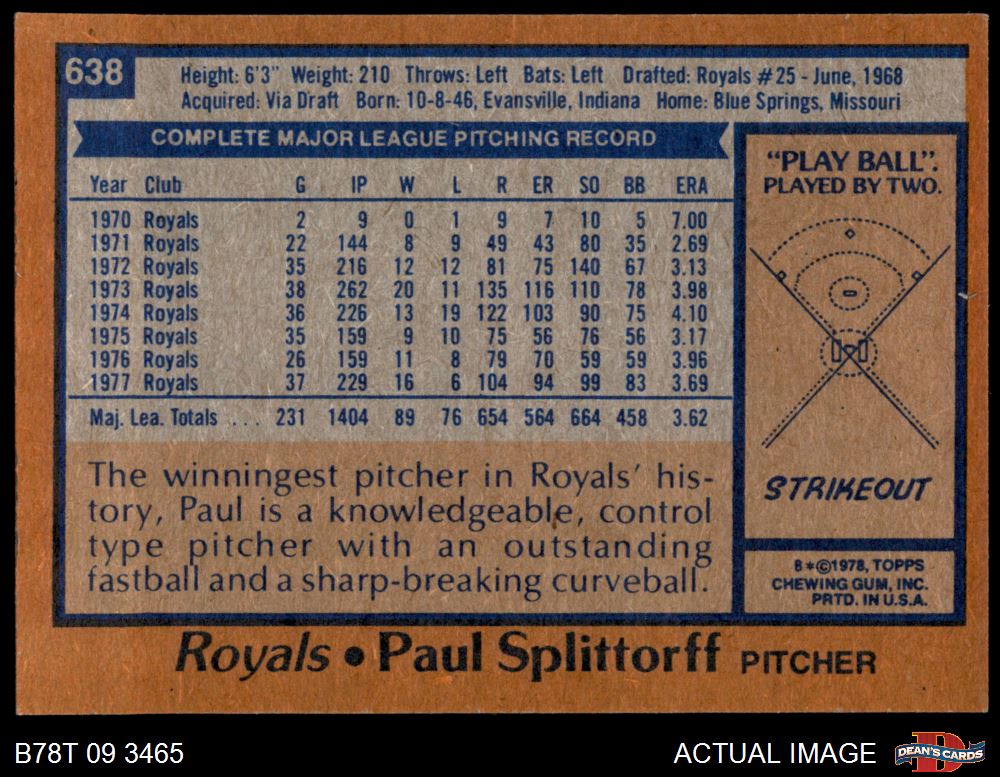 638
Height: 6'3" Weight: 210 Throws: Left Bats: Left Drafted: Royals #25 - June, 1968
Acquired: Via Draft Born: 10-8-46, Evansville, Indiana Home: Blue Springs, Missouri
COMPLETE MAJOR LEAGUE PITCHING RECORD
Year Club G IP W L R ER SO BB ERA
1970 Royals 2 9 0 1 9 7 10 5 7.00
1971 Royals 22 144 8 9 49 43 80 35 2.69
1972 Royals 35 216 12 12 81 75 140 67 3.13
1973 Royals 38 262 20 11 135 116 110 78 3.98
1974 Royals 36 226 13 19 122 103 90 75 4.10
1975 Royals 35 159 9 10 75 56 76 56 3.17
1976 Royals 26 159 11 8 79 70 59 59 3.96
1977 Royals 37 229 16 6 104 94 99 83 3.69
Maj. Lea. Totals ... 231 1404 89 76 654 564 664 458 3.62
The winningest pitcher in Royals' his-
tory, Paul is a knowledgeable, control
type pitcher with an outstanding
fastball and a sharp-breaking curveball.
"PLAY BALL".
PLAYED BY TWO.
STRIKEOUT
B*©1978, TOPPS
CHEWING GUM, INC.
PRTD. IN U.S.A.
Royals • Paul Splittorff PITCHER
B78T 09 3465
ACTUAL IMAGE
DEAN'S CARDS